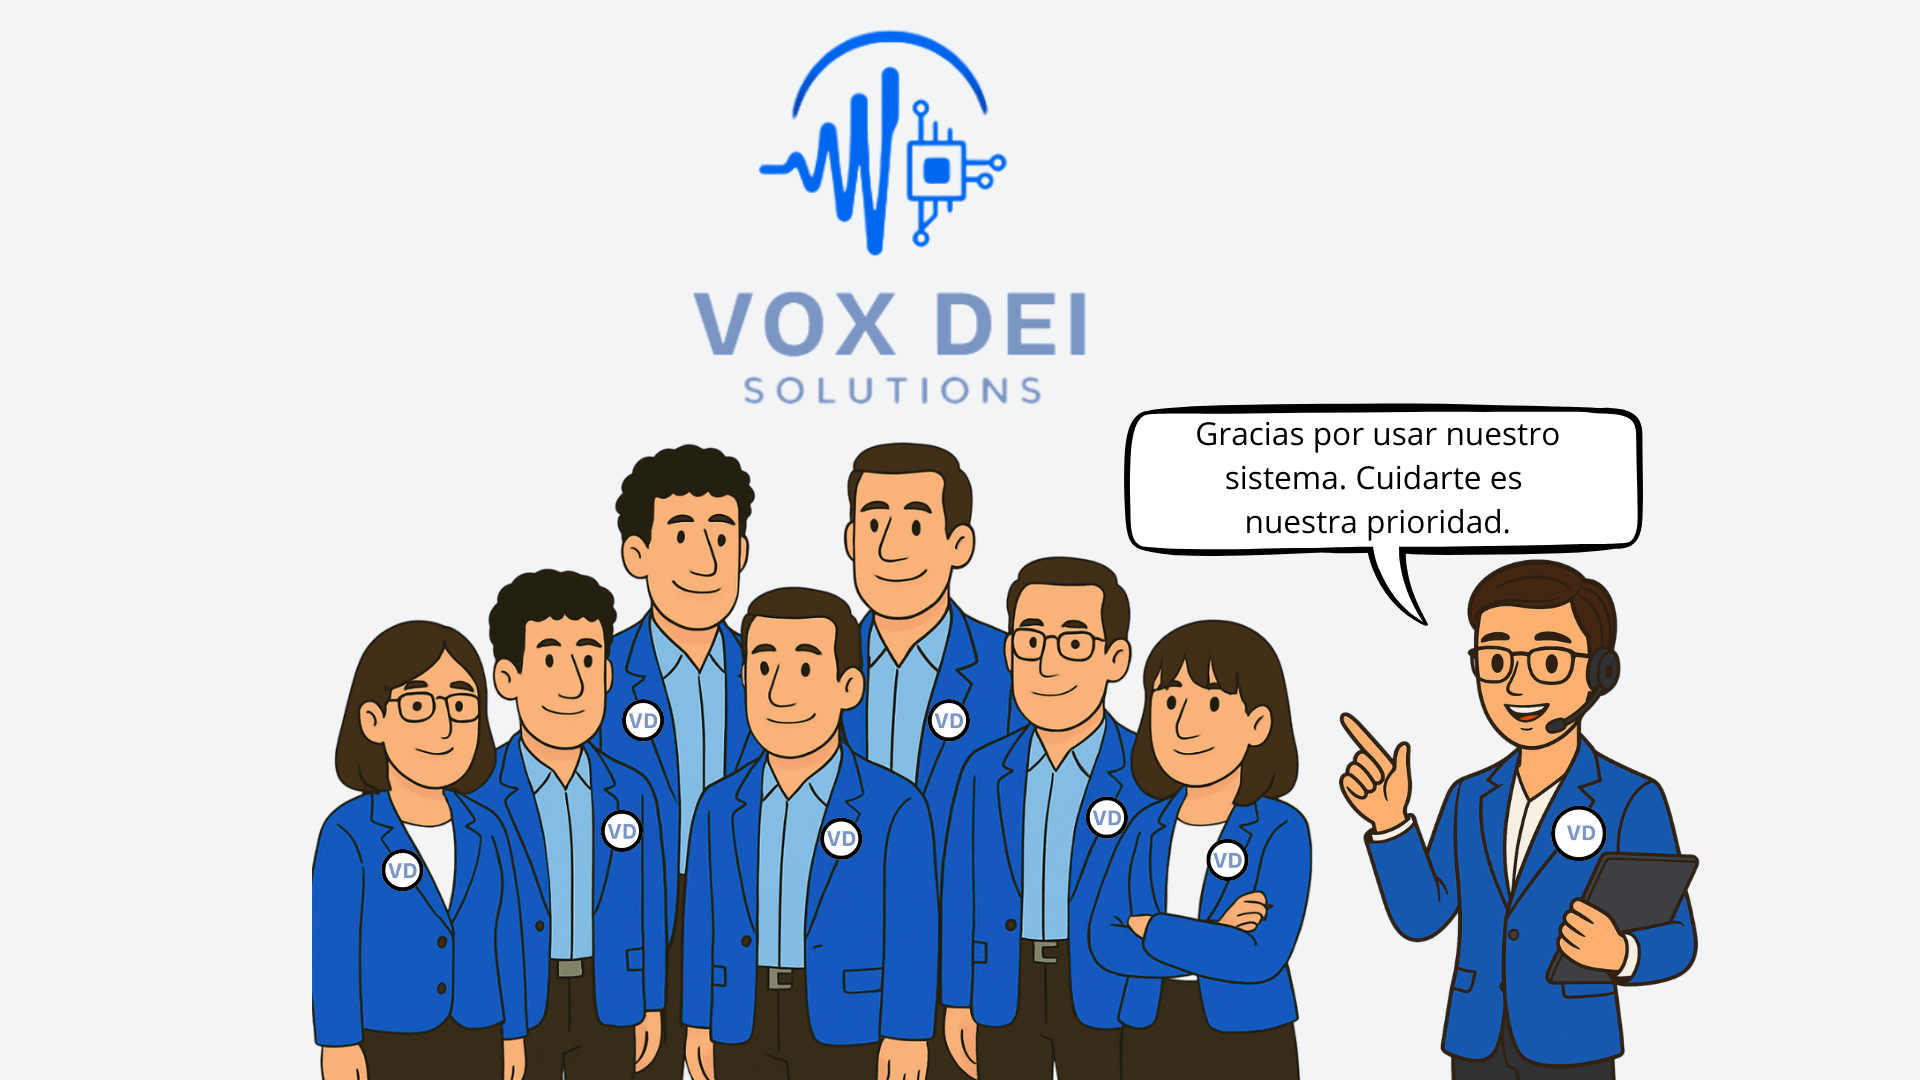 VOX DEI
SOLUTIONS
Gracias por usar nuestro
sistema. Cuidarte es
nuestra prioridad.
VD
VD
VD
VD
VD
VD
VD
VD